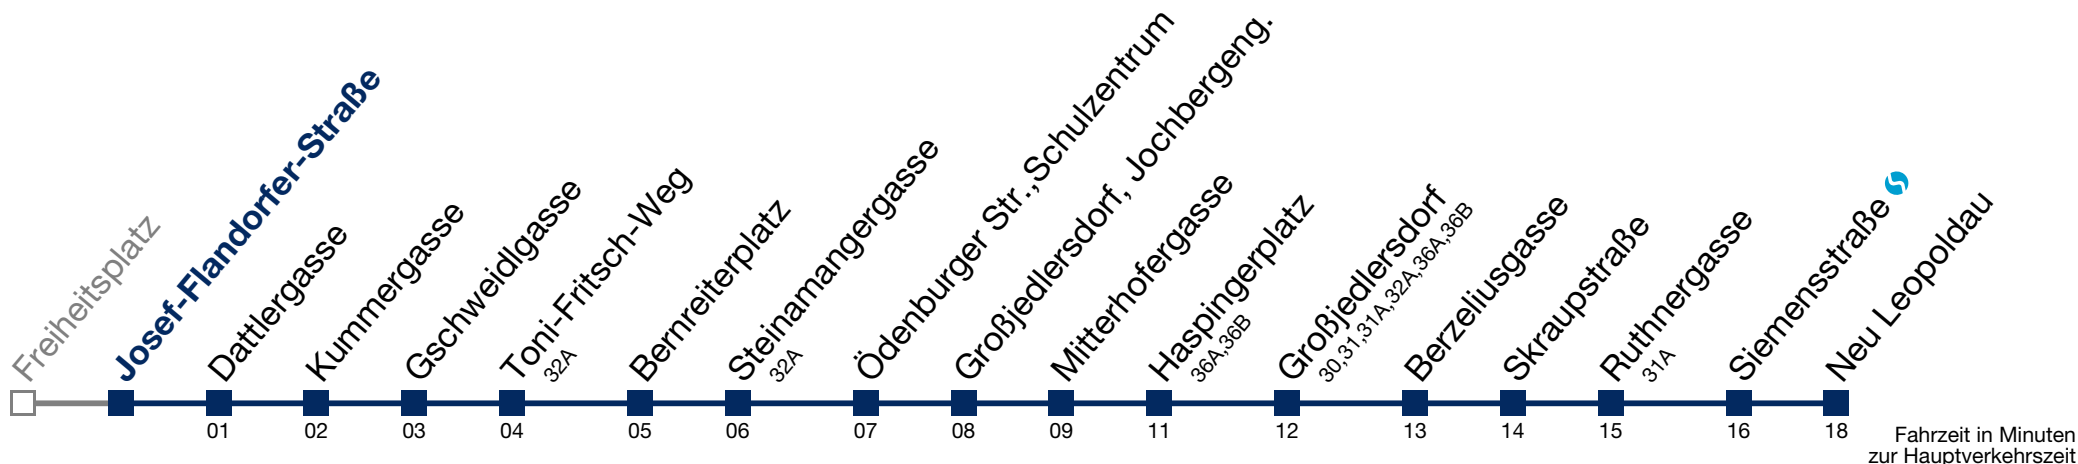 Freiheitsplatz
Josef-Flandorfer-Straße
Dattlergasse
Kummergasse
Gschweidlgasse
Toni-Fritsch-Weg
32A
Bernreiterplatz
Steinamangergasse
32A
Ödenburger Str.,Schulzentrum
Großjedlersdorf, Jochbergeng.
Mitterhofergasse
Haspingerplatz
36A,36B
Großjedlersdorf
30,31,31A,32A,36A,36B
Berzeliusgasse
Skraupstraße
Ruthnergasse
31A
Siemensstraße
Neu Leopoldau
01 02 03 04 05 06 07 08 09 11 12 13 14 15 16 18
Fahrzeit in Minuten
zur Hauptverkehrszeit